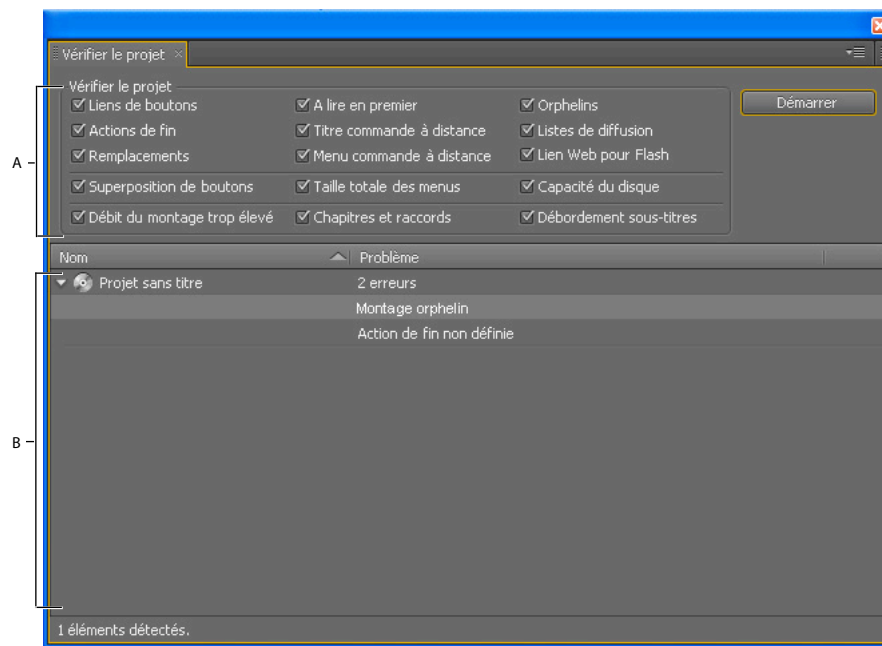 Vérifier le projet ×
Vérifier le projet
Liens de boutons A lire en premier Orphelins Démarrer
Actions de fin Titre commande à distance Listes de diffusion
A Remplacements Menu commande à distance Lien Web pour Flash
Superposition de boutons Taille totale des menus Capacité du disque
Débit du montage trop élevé Chapitres et raccords Débordement sous-titres
Nom Problème
Projet sans titre 2 erreurs
Montage orphelin
Action de fin non définie
B
1 éléments détectés.